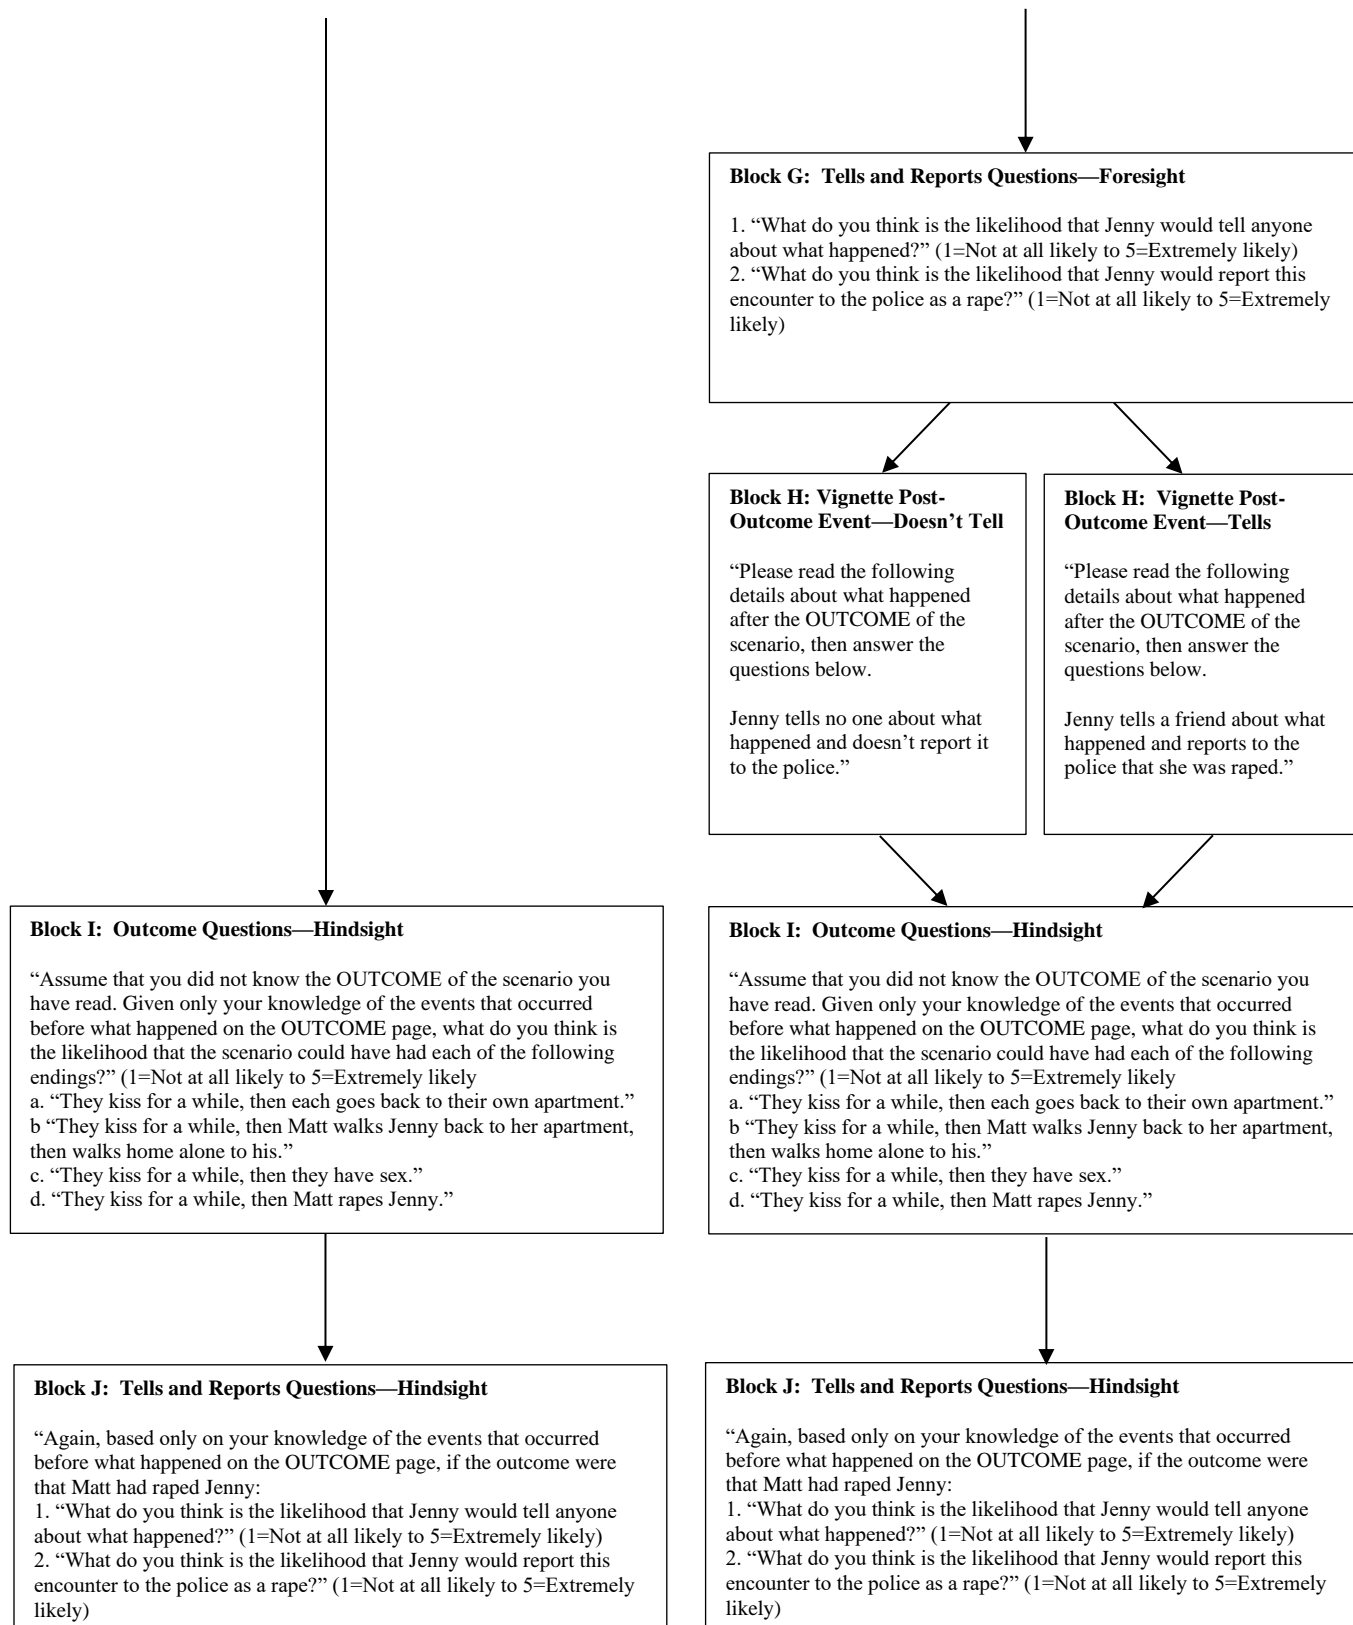 Block G:  Tells and Reports Questions—Foresight
1. “What do you think is the likelihood that Jenny would tell anyone
about what happened?” (1=Not at all likely to 5=Extremely likely)
2. “What do you think is the likelihood that Jenny would report this
encounter to the police as a rape?” (1=Not at all likely to 5=Extremely
likely)
Block H: Vignette Post-
Outcome Event—Doesn’t Tell
“Please read the following
details about what happened
after the OUTCOME of the
scenario, then answer the
questions below.
Jenny tells no one about what
happened and doesn’t report it
to the police.”
Block H:  Vignette Post-
Outcome Event—Tells
“Please read the following
details about what happened
after the OUTCOME of the
scenario, then answer the
questions below.
Jenny tells a friend about what
happened and reports to the
police that she was raped.”
Block I:  Outcome Questions—Hindsight
“Assume that you did not know the OUTCOME of the scenario you
have read. Given only your knowledge of the events that occurred
before what happened on the OUTCOME page, what do you think is
the likelihood that the scenario could have had each of the following
endings?” (1=Not at all likely to 5=Extremely likely
a. “They kiss for a while, then each goes back to their own apartment.”
b “They kiss for a while, then Matt walks Jenny back to her apartment,
then walks home alone to his.”
c. “They kiss for a while, then they have sex.”
d. “They kiss for a while, then Matt rapes Jenny.”
Block I:  Outcome Questions—Hindsight
“Assume that you did not know the OUTCOME of the scenario you
have read. Given only your knowledge of the events that occurred
before what happened on the OUTCOME page, what do you think is
the likelihood that the scenario could have had each of the following
endings?” (1=Not at all likely to 5=Extremely likely
a. “They kiss for a while, then each goes back to their own apartment.”
b “They kiss for a while, then Matt walks Jenny back to her apartment,
then walks home alone to his.”
c. “They kiss for a while, then they have sex.”
d. “They kiss for a while, then Matt rapes Jenny.”
Block J:  Tells and Reports Questions—Hindsight
“Again, based only on your knowledge of the events that occurred
before what happened on the OUTCOME page, if the outcome were
that Matt had raped Jenny:
1. “What do you think is the likelihood that Jenny would tell anyone
about what happened?” (1=Not at all likely to 5=Extremely likely)
2. “What do you think is the likelihood that Jenny would report this
encounter to the police as a rape?” (1=Not at all likely to 5=Extremely
likely)
Block J:  Tells and Reports Questions—Hindsight
“Again, based only on your knowledge of the events that occurred
before what happened on the OUTCOME page, if the outcome were
that Matt had raped Jenny:
1. “What do you think is the likelihood that Jenny would tell anyone
about what happened?” (1=Not at all likely to 5=Extremely likely)
2. “What do you think is the likelihood that Jenny would report this
encounter to the police as a rape?” (1=Not at all likely to 5=Extremely
likely)